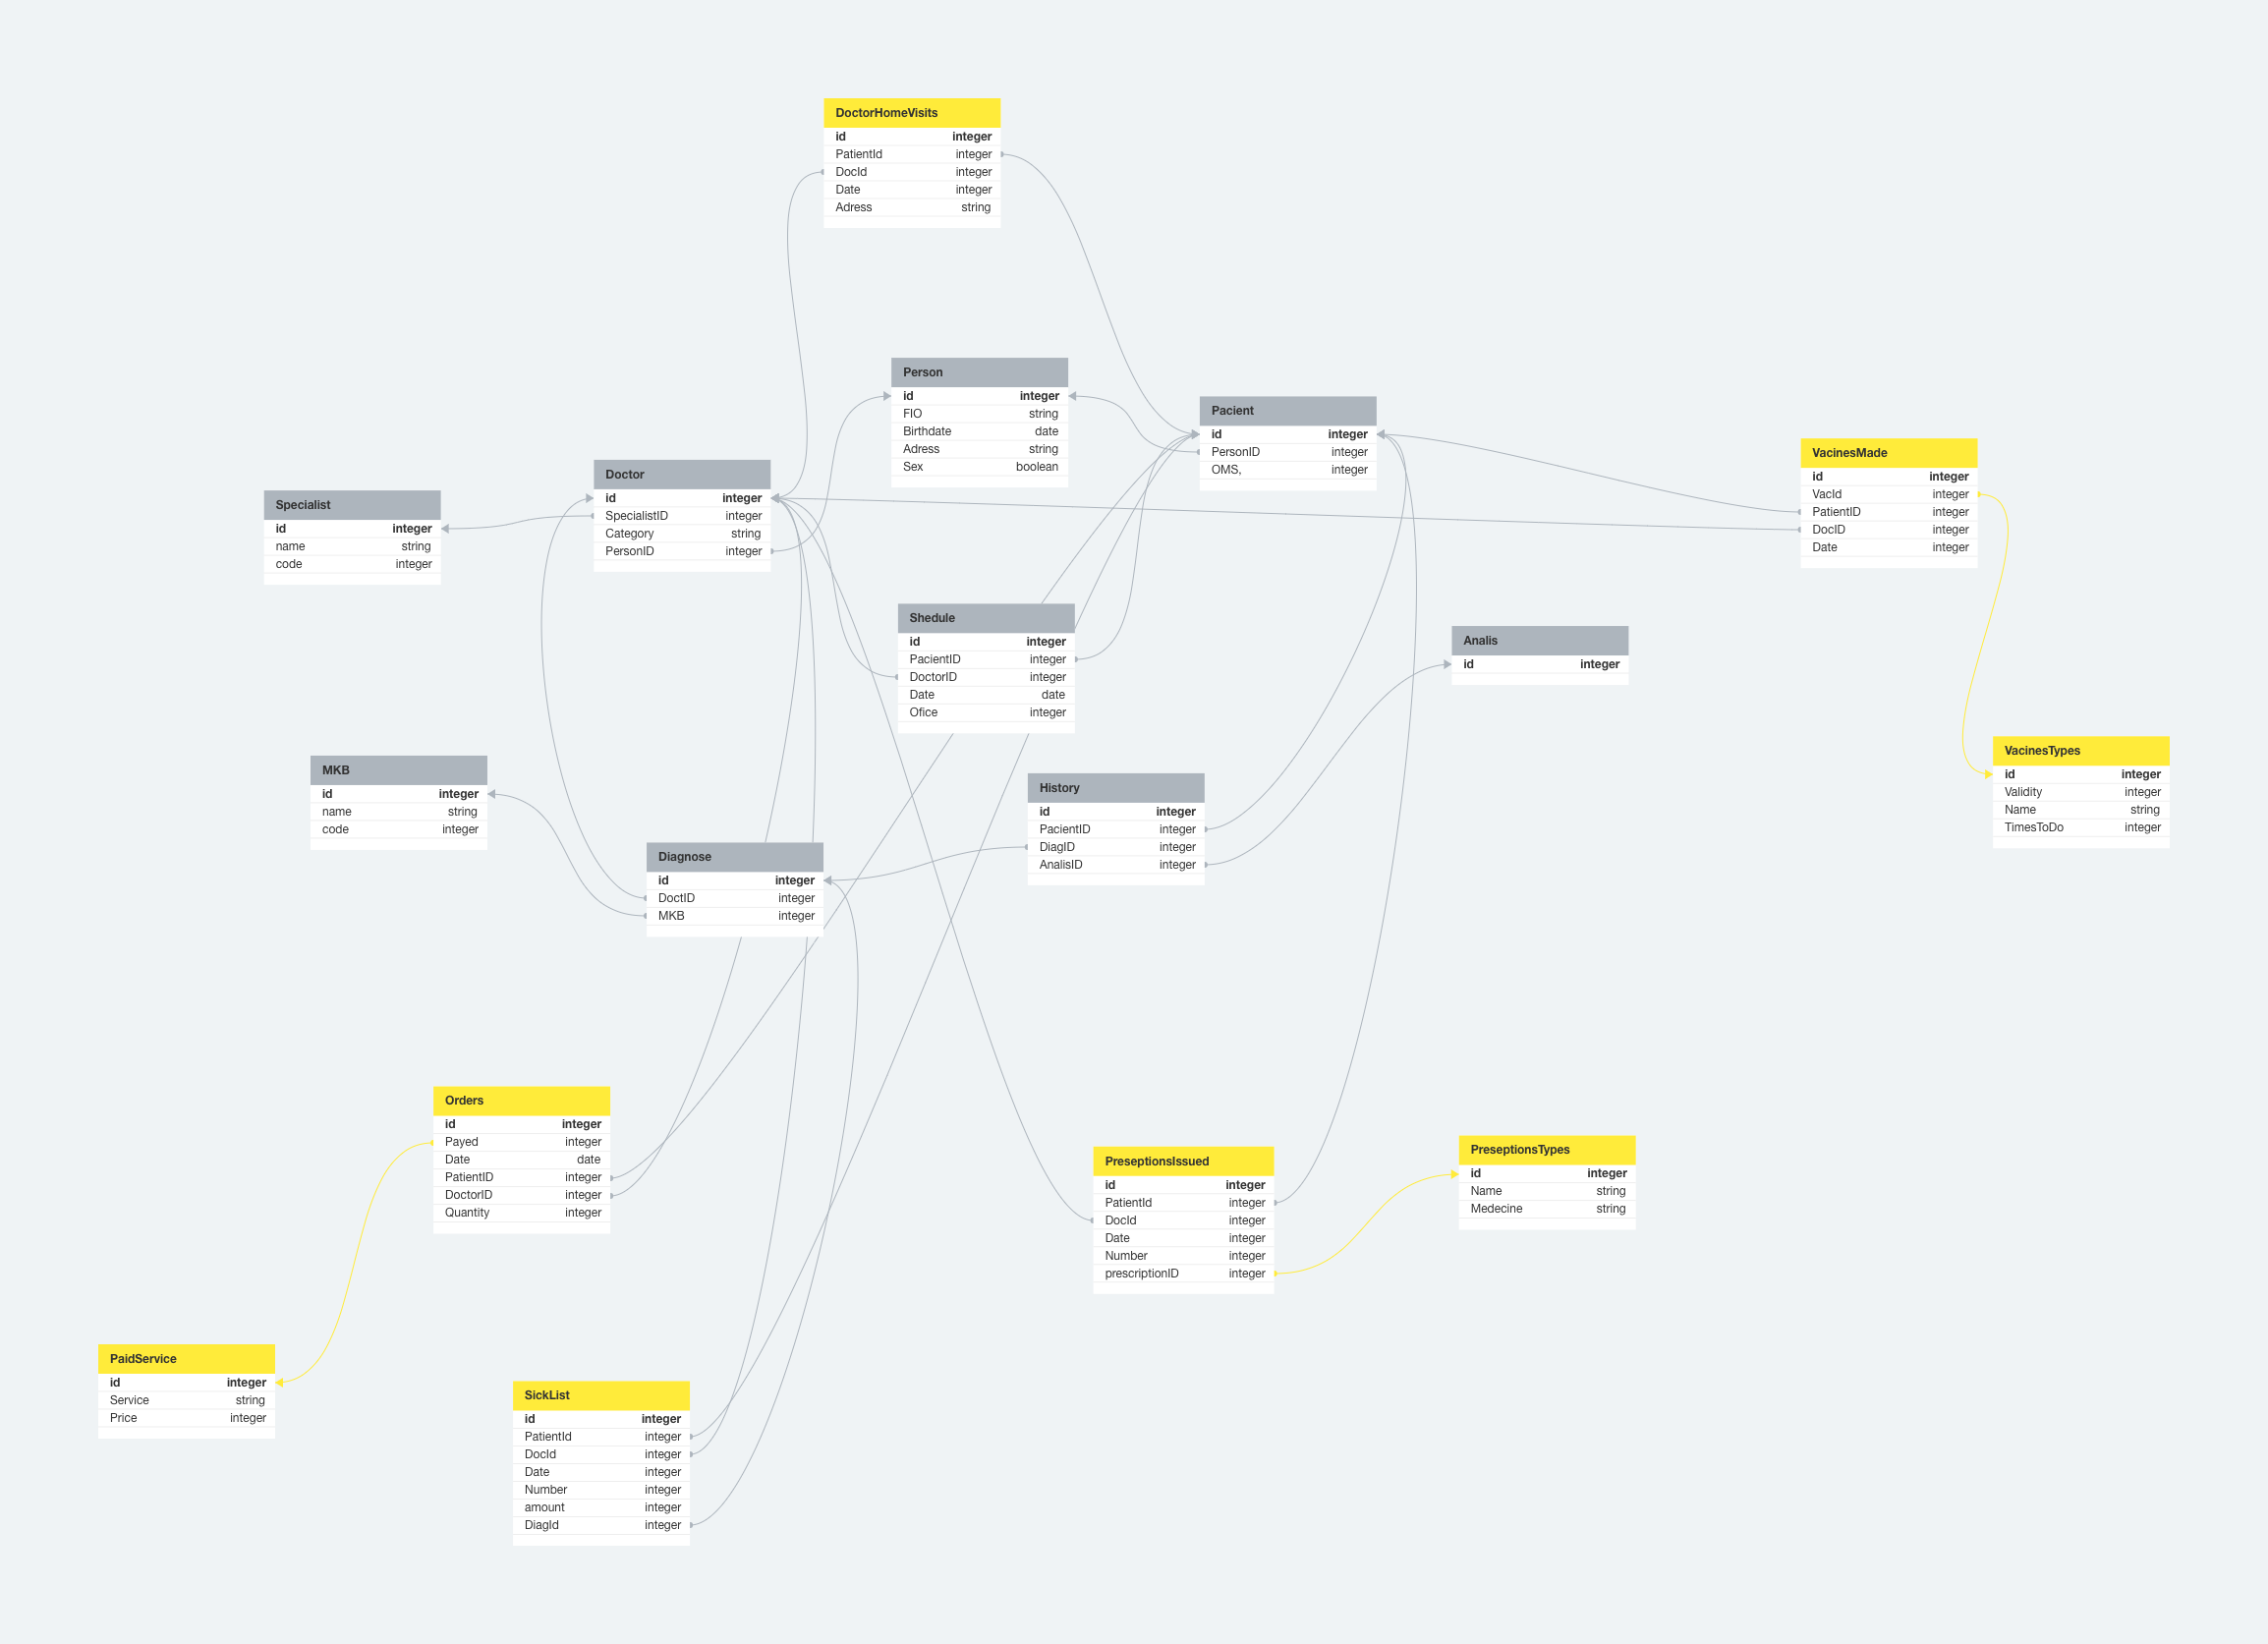 DoctorHomeVisits
id integer
PatientId integer
DocId integer
Date integer
Adress string
Person
id integer
FIO string
Birthdate date
Adress string
Sex boolean
Pacient
id integer
PersonID integer
OMS, integer
VacinesMade
id integer
VacId integer
PatientID integer
DocID integer
Date integer
Doctor
id integer
SpecialistID integer
Category string
PersonID integer
Specialist
id integer
name string
code integer
Shedule
id integer
PacientID integer
DoctorID integer
Date date
Ofice integer
Analis
id integer
VacinesTypes
id integer
Validity integer
Name string
TimesToDo integer
MKB
id integer
name string
code integer
History
id integer
PacientID integer
DiagID integer
AnalisID integer
Diagnose
id integer
DoctID integer
MKB integer
Orders
id integer
Payed integer
Date date
PatientID integer
DoctorID integer
Quantity integer
PreseptionsIssued
id integer
PatientId integer
DocId integer
Date integer
Number integer
prescriptionID integer
PreseptionsTypes
id integer
Name string
Medecine string
PaidService
id integer
Service string
Price integer
SickList
id integer
PatientId integer
DocId integer
Date integer
Number integer
amount integer
DiagId integer